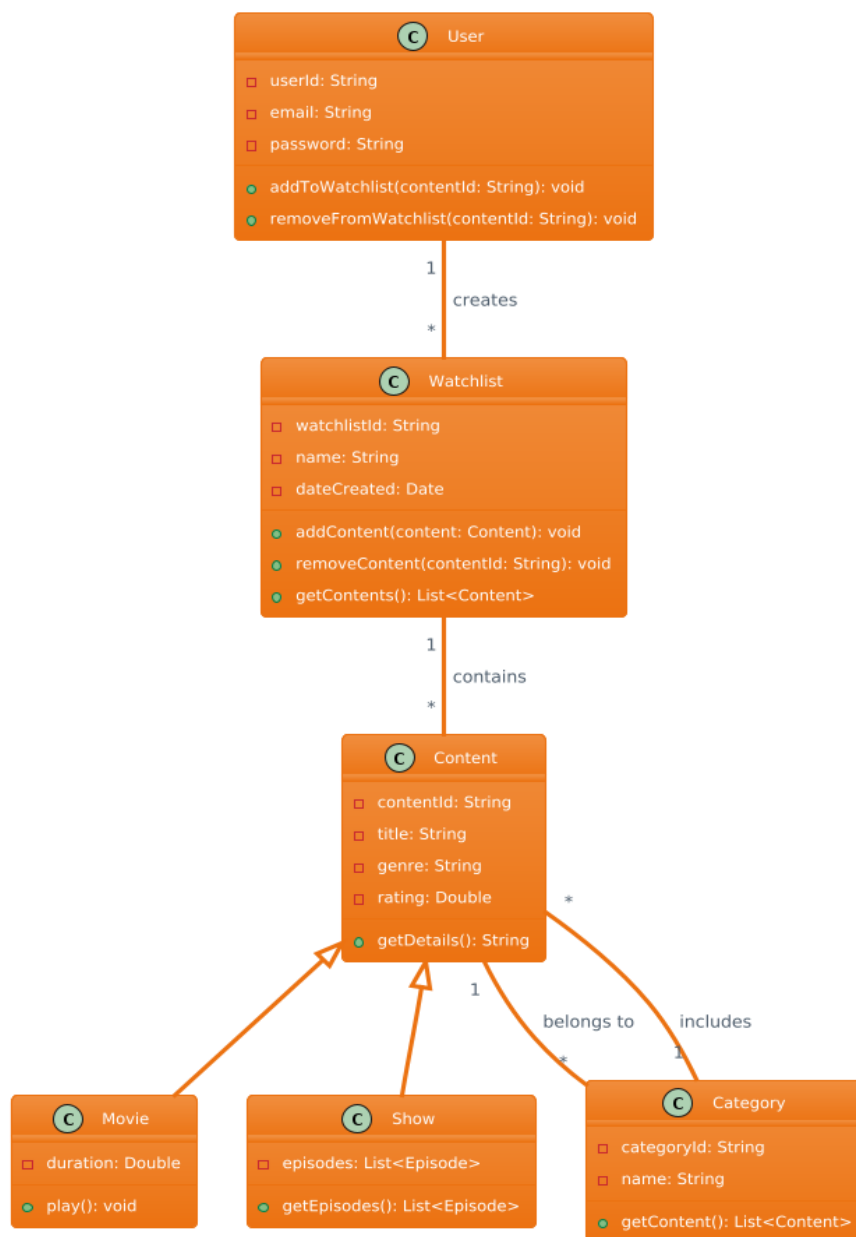 C User
userId: String
email: String
password: String
addToWatchlist(contentId: String): void
removeFromWatchlist(contentId: String): void
1
creates
*
C Watchlist
watchlistId: String
name: String
dateCreated: Date
addContent(content: Content): void
removeContent(contentId: String): void
getContents(): List<Content>
1
contains
*
C Content
contentId: String
title: String
genre: String
rating: Double
getDetails(): String
*
1
belongs to
includes
*
1
C Movie
duration: Double
play(): void
C Show
episodes: List<Episode>
getEpisodes(): List<Episode>
C Category
categoryId: String
name: String
getContent(): List<Content>